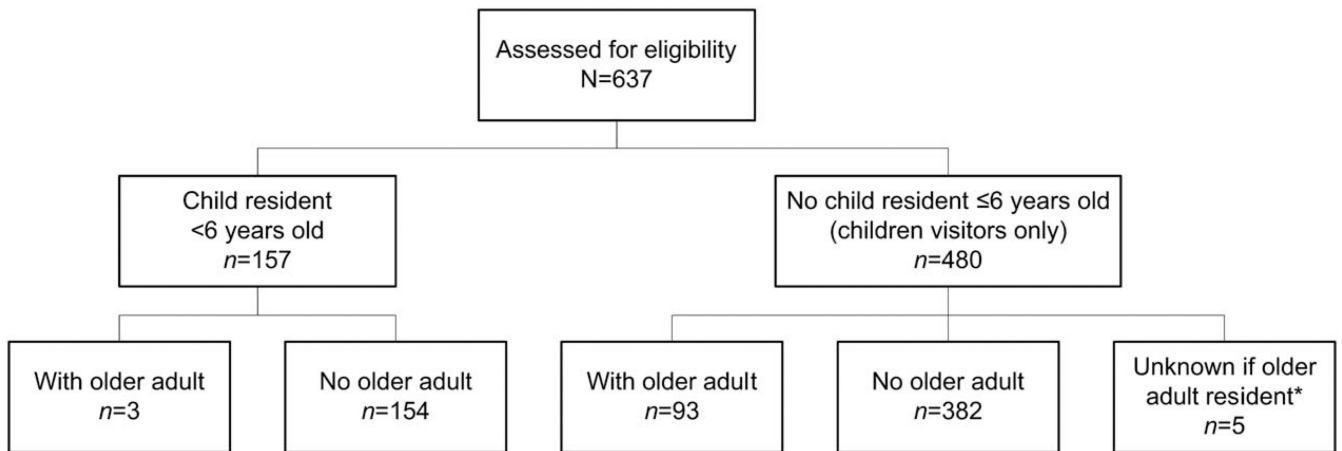 Assessed for eligibility
N=637
Child resident
<6 years old
n=157
No child resident ≤6 years old
(children visitors only)
n=480
With older adult
n=3
No older adult
n=154
With older adult
n=93
No older adult
n=382
Unknown if older
adult resident*
n=5